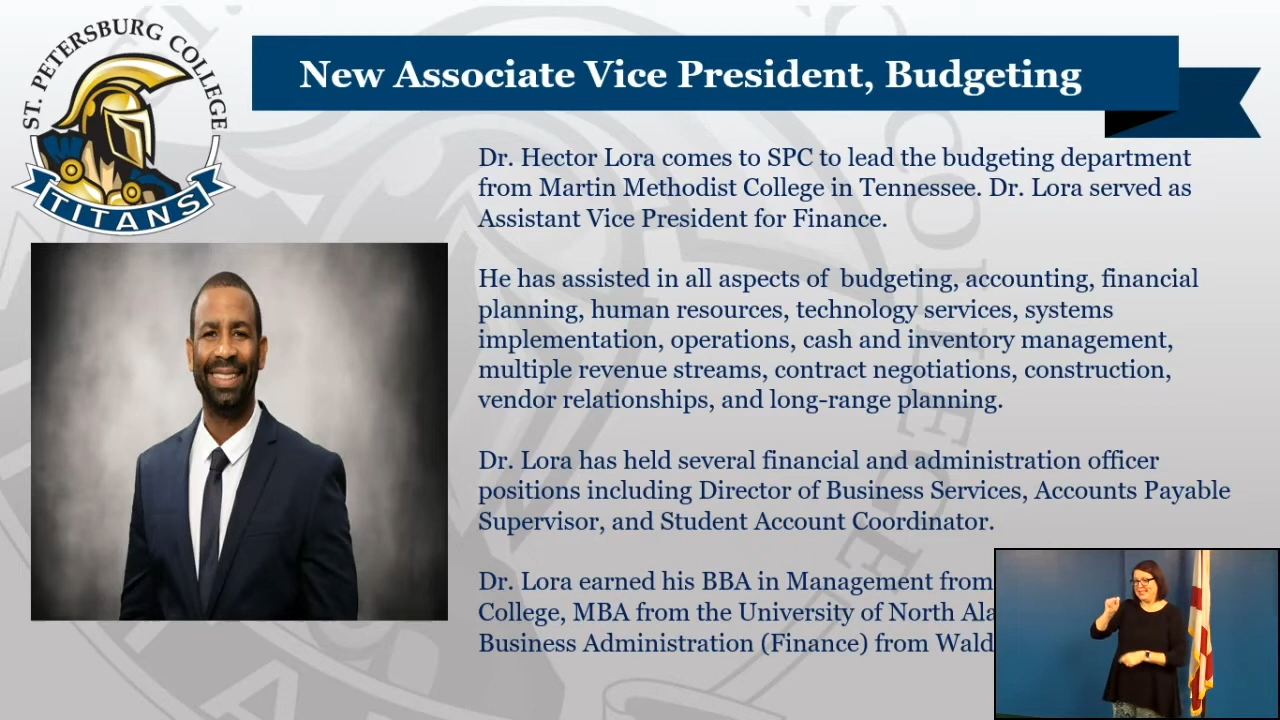 ST. PETERSBURG COLLEGE
TITANS
New Associate Vice President, Budgeting
Dr. Hector Lora comes to SPC to lead the budgeting department
from Martin Methodist College in Tennessee. Dr. Lora served as
Assistant Vice President for Finance.
He has assisted in all aspects of  budgeting, accounting, financial
planning, human resources, technology services, systems
implementation, operations, cash and inventory management,
multiple revenue streams, contract negotiations, construction,
vendor relationships, and long-range planning.
Dr. Lora has held several financial and administration officer
positions including Director of Business Services, Accounts Payable
Supervisor, and Student Account Coordinator.
Dr. Lora earned his BBA in Management from
College, MBA from the University of North Ala
Business Administration (Finance) from Wald